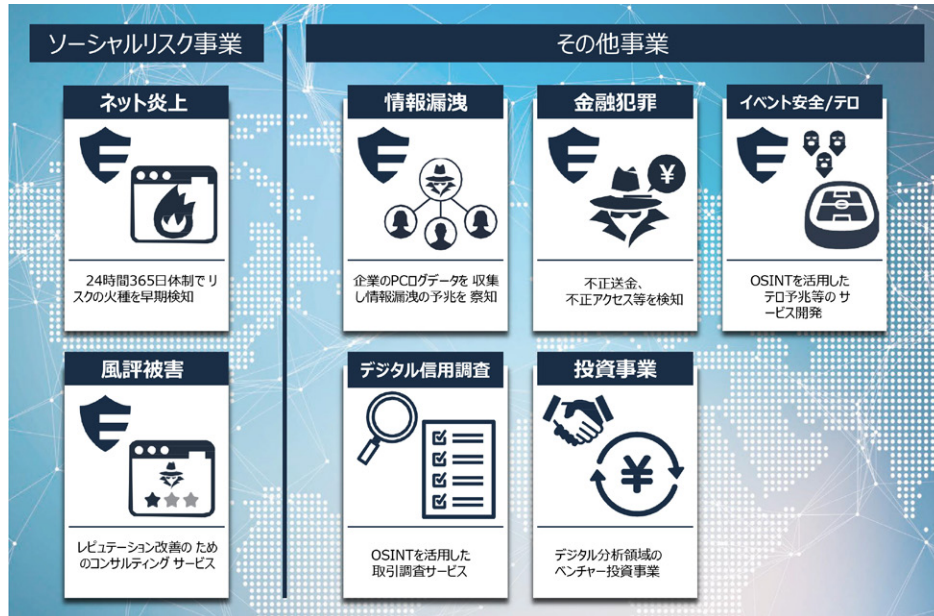 ソーシャルリスク事業
その他事業
ネット炎上
24時間365日体制でリ
スクの火種を早期検知
情報漏洩
企業のPCログデータを 収集
し情報漏洩の予兆を 察知
金融犯罪
¥
不正送金、
不正アクセス等を検知
イベント安全/テロ
OSINTを活用した
テロ予兆等の サ
ービス開発
風評被害
レピュテーション改善の ため
のコンサルティング サービス
デジタル信用調査
OSINTを活用した
取引調査サービス
投資事業
¥
デジタル分析領域の
ベンチャー投資事業